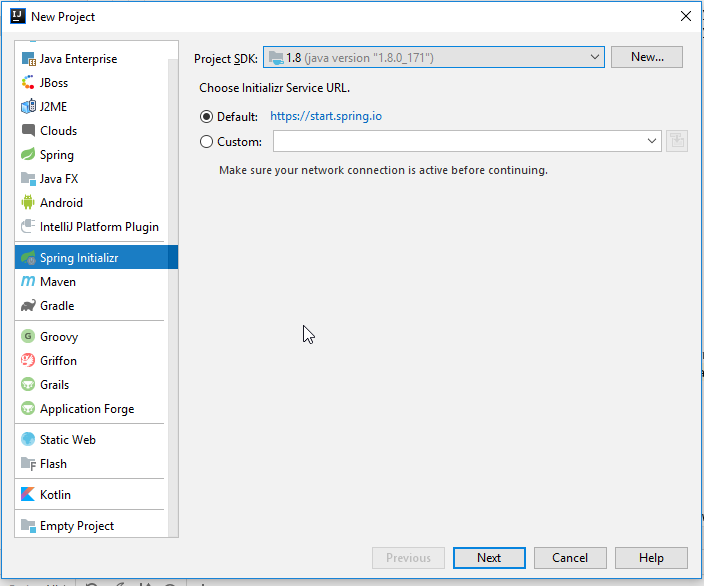 New Project
Java Enterprise
JBoss
J2ME
Clouds
Spring
Java FX
Android
IntelliJ Platform Plugin
Spring Initializr
Maven
Gradle
Groovy
Griffon
Grails
Application Forge
Static Web
Flash
Kotlin
Empty Project
Project SDK: 1.8 (java version "1.8.0_171") New...
Choose Initializr Service URL.
Default: https://start.spring.io
Custom:
Make sure your network connection is active before continuing.
Previous Next Cancel Help